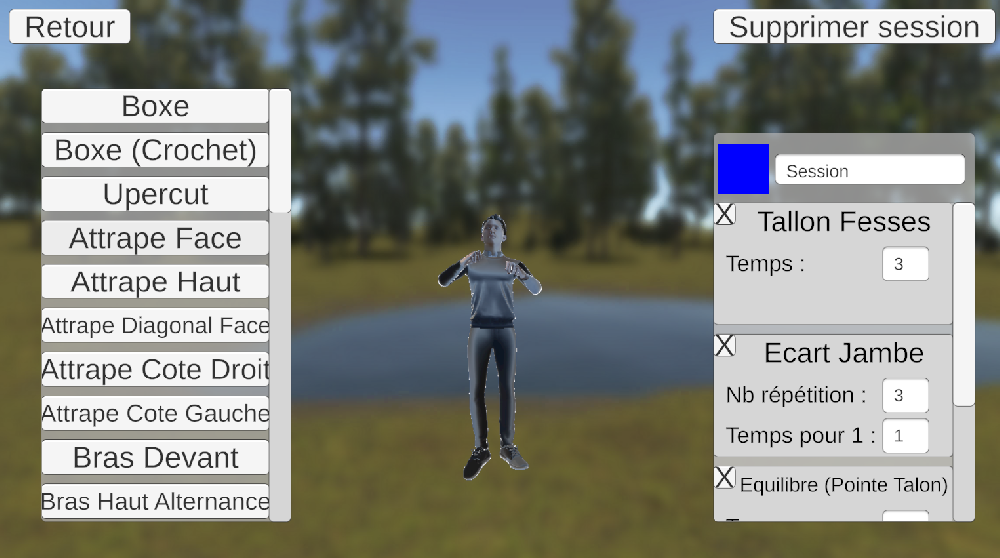 Retour
Supprimer session
Boxe
Boxe (Crochet)
Upercut
Attrape Face
Attrape Haut
Attrape Diagonal Face
Attrape Cote Droit
Attrape Cote Gauche
Bras Devant
Bras Haut Alternance
Session
X
Tallon Fesses
Temps : 3
X
Ecart Jambe
Nb répétition : 3
Temps pour 1 : 1
X
Equilibre (Pointe Talon)